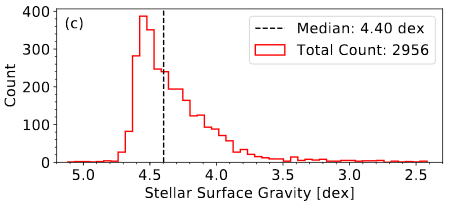 (c)
Median: 4.40 dex
Total Count: 2956
400
300
200
100
0
Count
5.0 4.5 4.0 3.5 3.0 2.5
Stellar Surface Gravity [dex]